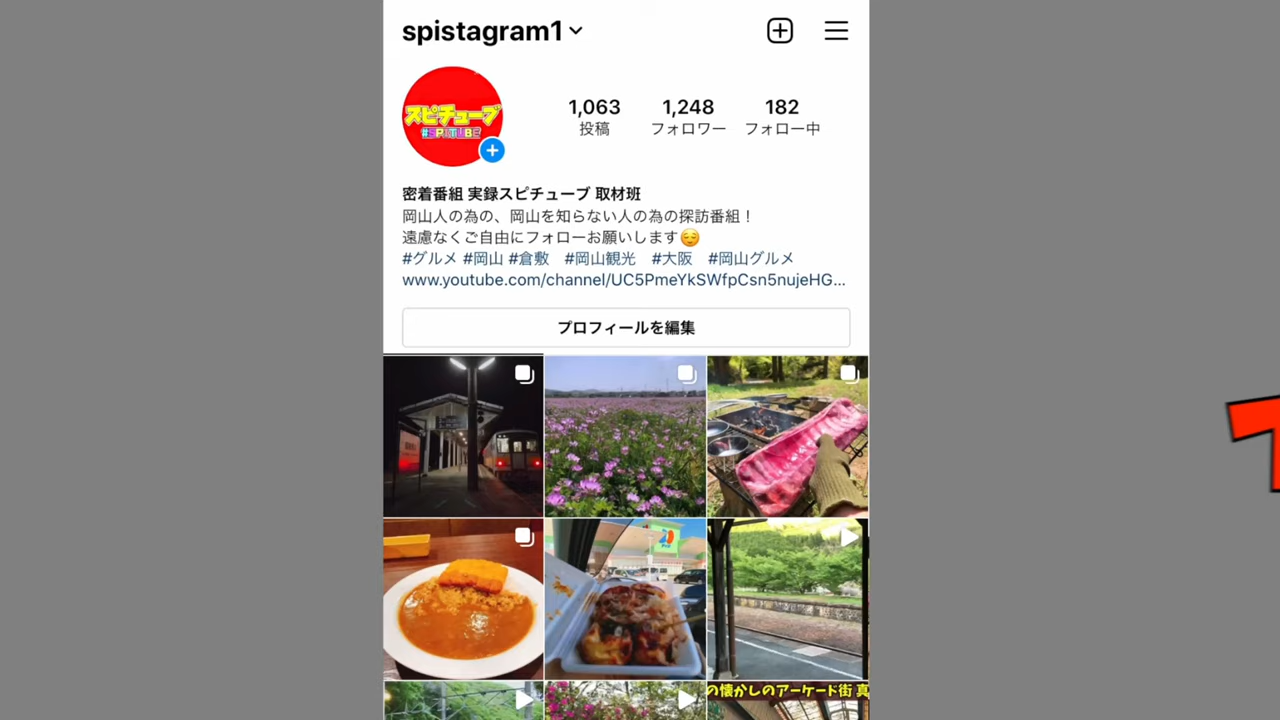 spistagram1
スピチューブ
#SPITUBE
1,063
投稿
1,248
フォロワー
182
フォロー中
密着番組 実録スピチューブ 取材班
岡山人の為の、岡山を知らない人の為の探訪番組！
遠慮なくご自由にフォローお願いします😌
#グルメ #岡山 #倉敷　#岡山観光　#大阪　#岡山グルメ
www.youtube.com/channel/UC5PmeYkSWfpCsn5nujeHG...
プロフィールを編集
の懐かしのアーケード街 真